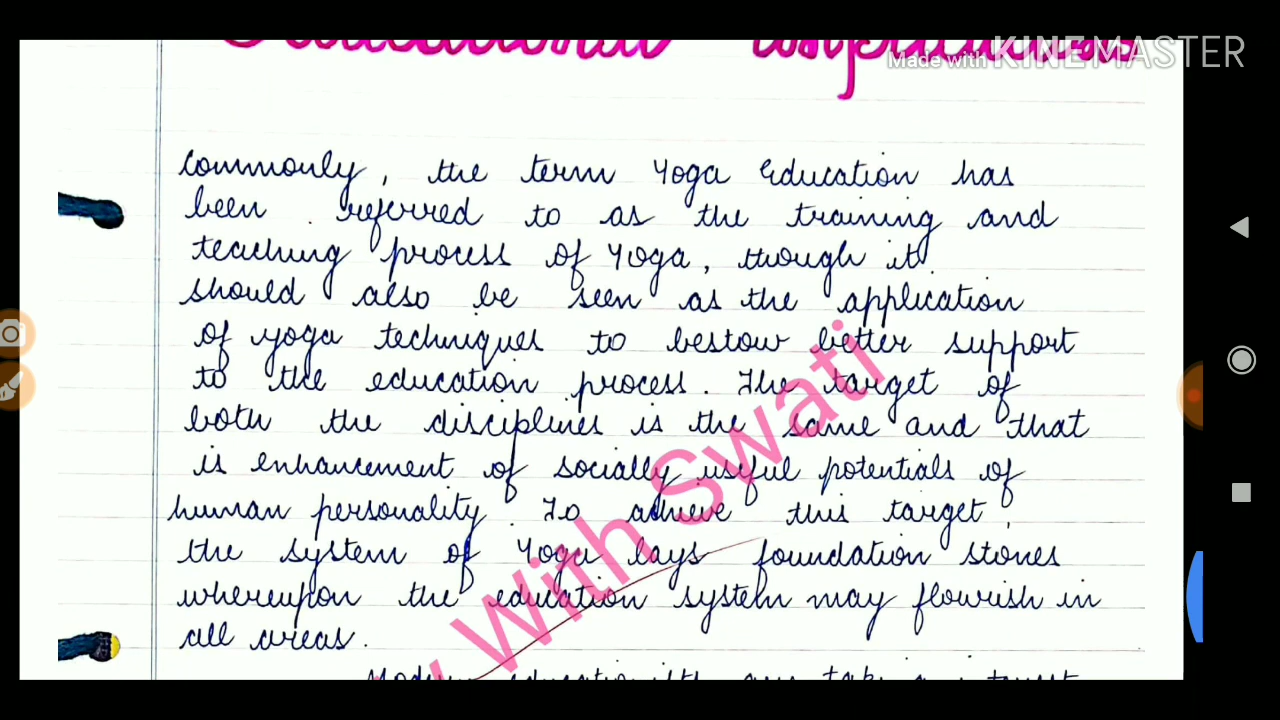 Educational
Made with KINEMASTER
Commonly, the term Yoga Education has
been referred to as the training and
teaching process of Yoga, though it
should also be seen as the application
of yoga techniques to bestow better support
to the education process. The target of
both the disciplines is the same and that
is enhancement of socially useful potentials of
human personality. To achieve this target,
the system of Yoga lays foundation stones
whereupon the education system may flourish in
all areas.
With Swati